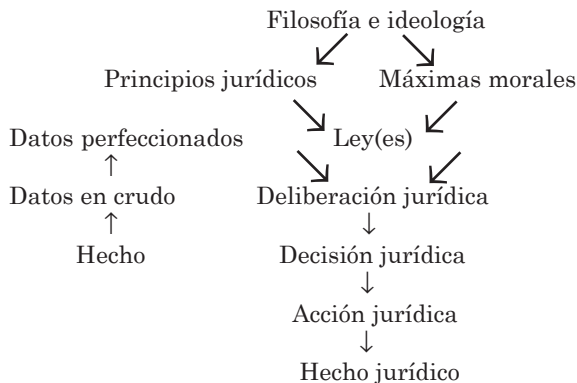 Filosofía e ideología
Principios jurídicos Máximas morales
Datos perfeccionados Ley(es)
Datos en crudo Deliberación jurídica
Hecho Decisión jurídica
Acción jurídica
Hecho jurídico